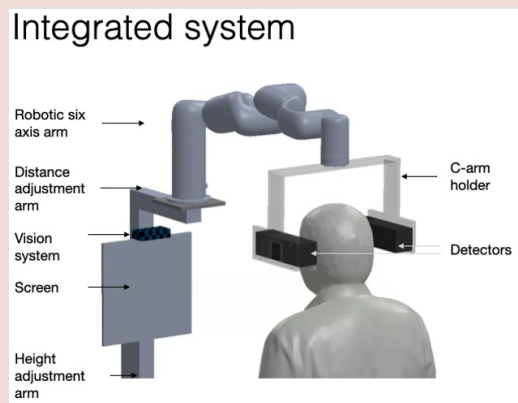 Integrated system
Robotic six
axis arm
Distance
adjustment
arm
Vision
system
Screen
Height
adjustment
arm
C-arm
holder
Detectors